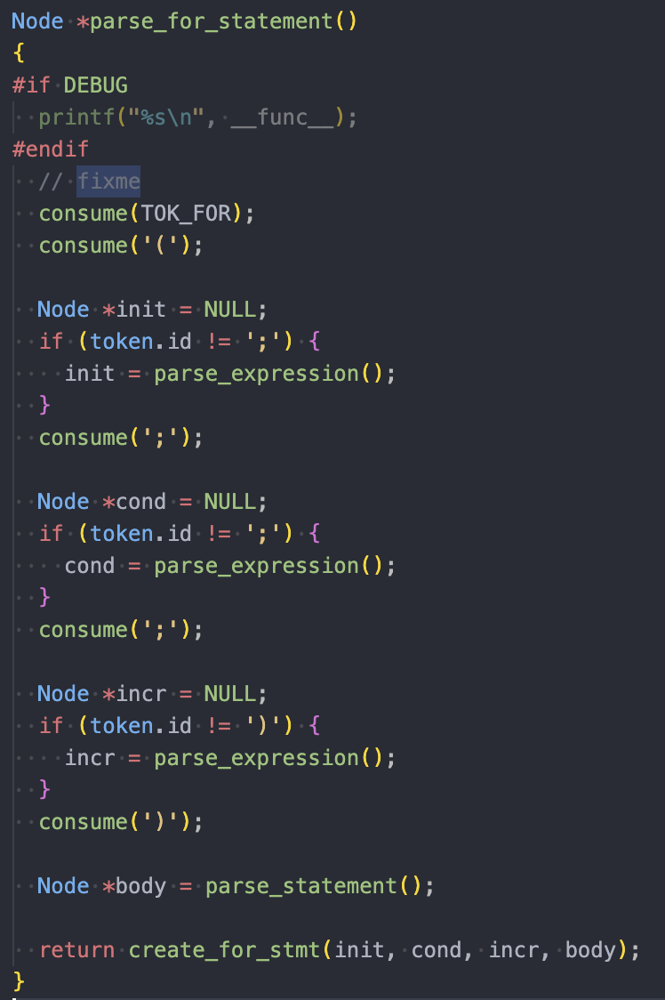 Node *parse_for_statement()
{
#if DEBUG
  printf("%s\n", __func__);
#endif
  // fixme
  consume(TOK_FOR);
  consume('(');

  Node *init = NULL;
  if (token.id != ';') {
    init = parse_expression();
  }
  consume(';');

  Node *cond = NULL;
  if (token.id != ';') {
    cond = parse_expression();
  }
  consume(';');

  Node *incr = NULL;
  if (token.id != ')') {
    incr = parse_expression();
  }
  consume(')');

  Node *body = parse_statement();

  return create_for_stmt(init, cond, incr, body);
}